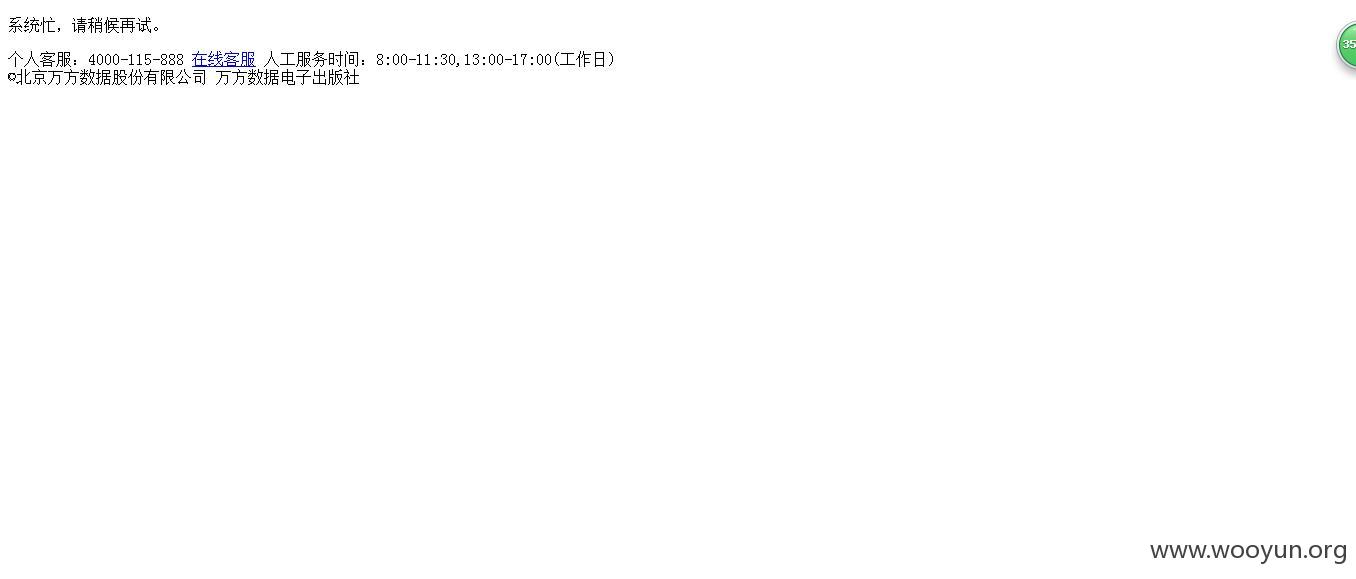 系统忙，请稍候再试。
个人客服：4000-115-888 在线客服 人工服务时间：8:00-11:30,13:00-17:00(工作日)
©北京万方数据股份有限公司 万方数据电子出版社
35
www.wooyun.org